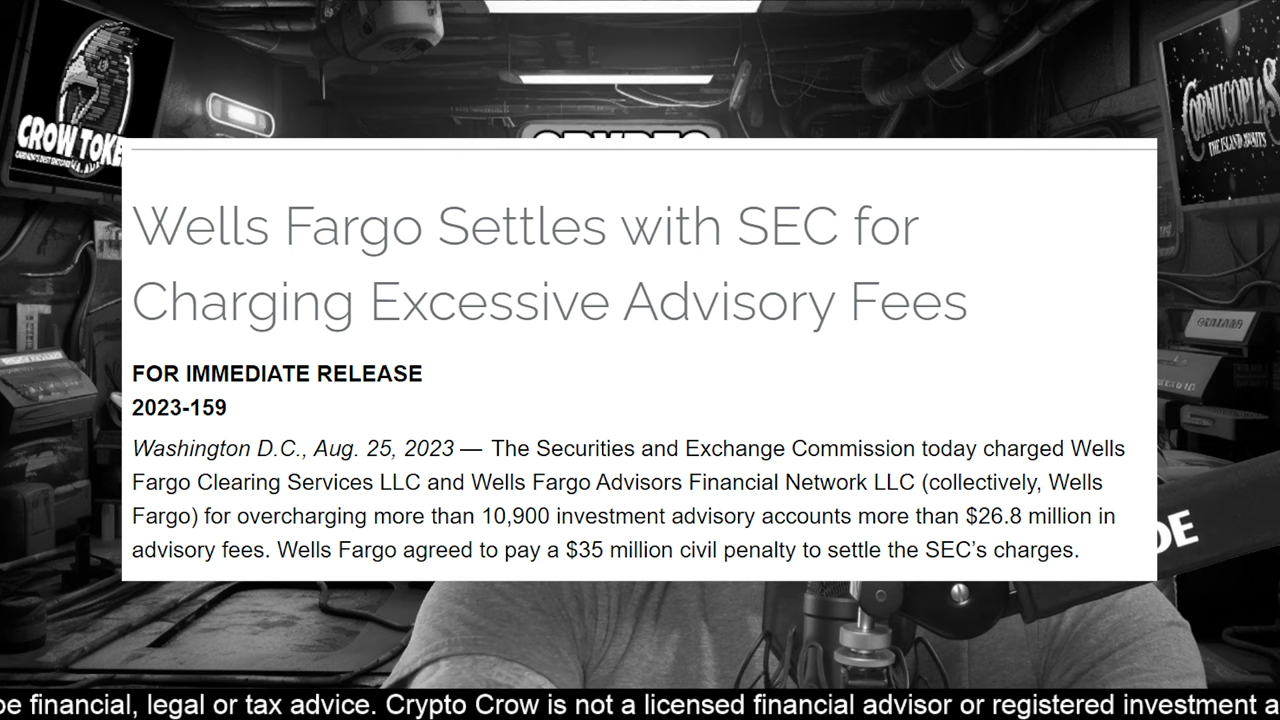 CROW TOKE
CRYPTO
CORNUCOPIAS
THE ISLAND AWAITS
Wells Fargo Settles with SEC for
Charging Excessive Advisory Fees
FOR IMMEDIATE RELEASE
2023-159
Washington D.C., Aug. 25, 2023 — The Securities and Exchange Commission today charged Wells
Fargo Clearing Services LLC and Wells Fargo Advisors Financial Network LLC (collectively, Wells
Fargo) for overcharging more than 10,900 investment advisory accounts more than $26.8 million in
advisory fees. Wells Fargo agreed to pay a $35 million civil penalty to settle the SEC’s charges.
DE
be financial, legal or tax advice. Crypto Crow is not a licensed financial advisor or registered investment a